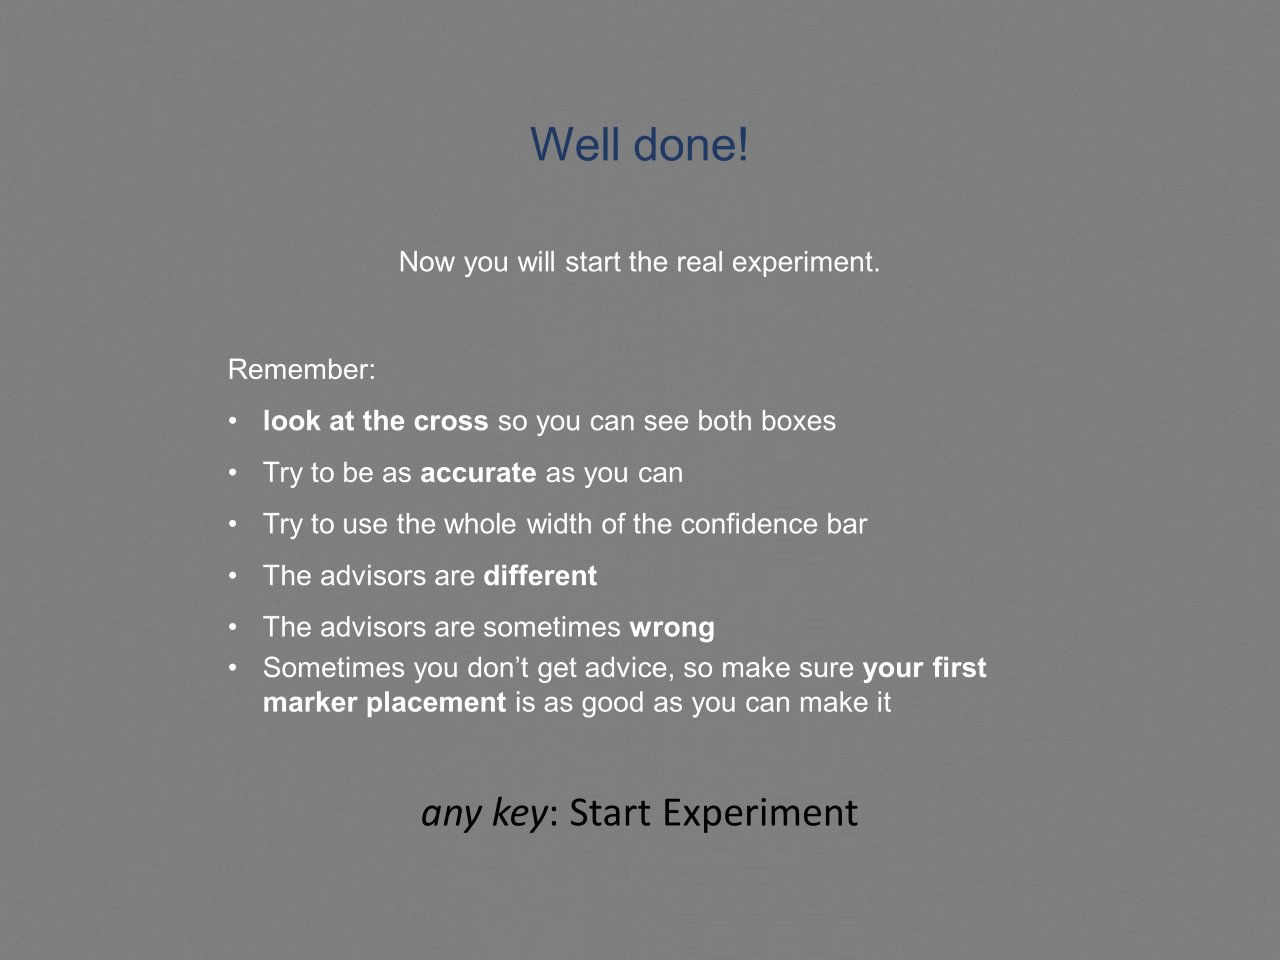 Well done!
Now you will start the real experiment.
Remember:
• look at the cross so you can see both boxes
• Try to be as accurate as you can
• Try to use the whole width of the confidence bar
• The advisors are different
• The advisors are sometimes wrong
• Sometimes you don’t get advice, so make sure your first
marker placement is as good as you can make it
any key: Start Experiment